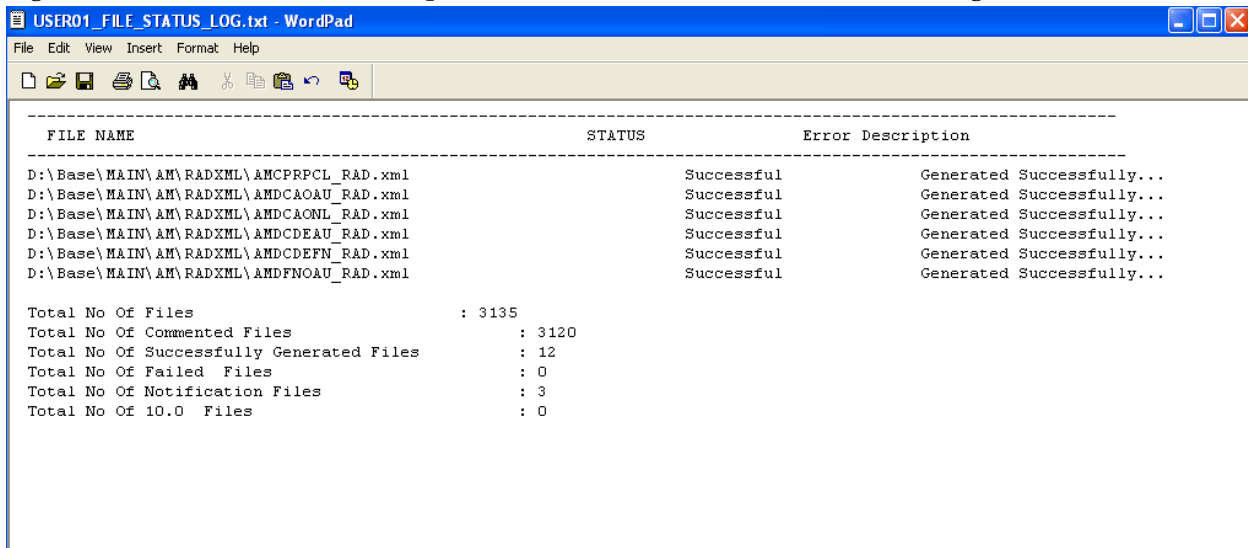 USER01_FILE_STATUS_LOG.txt - WordPad
File Edit View Insert Format Help
FILE NAME STATUS Error Description
D:\Base\MAIN\AM\RADXML\AMCPRPCL_RAD.xml Successful Generated Successfully...
D:\Base\MAIN\AM\RADXML\AMDCAOAU_RAD.xml Successful Generated Successfully...
D:\Base\MAIN\AM\RADXML\AMDCAONL_RAD.xml Successful Generated Successfully...
D:\Base\MAIN\AM\RADXML\AMDCDEAU_RAD.xml Successful Generated Successfully...
D:\Base\MAIN\AM\RADXML\AMDCDEFN_RAD.xml Successful Generated Successfully...
D:\Base\MAIN\AM\RADXML\AMDFNOAU_RAD.xml Successful Generated Successfully...
Total No Of Files : 3135
Total No Of Commented Files : 3120
Total No Of Successfully Generated Files : 12
Total No Of Failed Files : 0
Total No Of Notification Files : 3
Total No Of 10.0 Files : 0